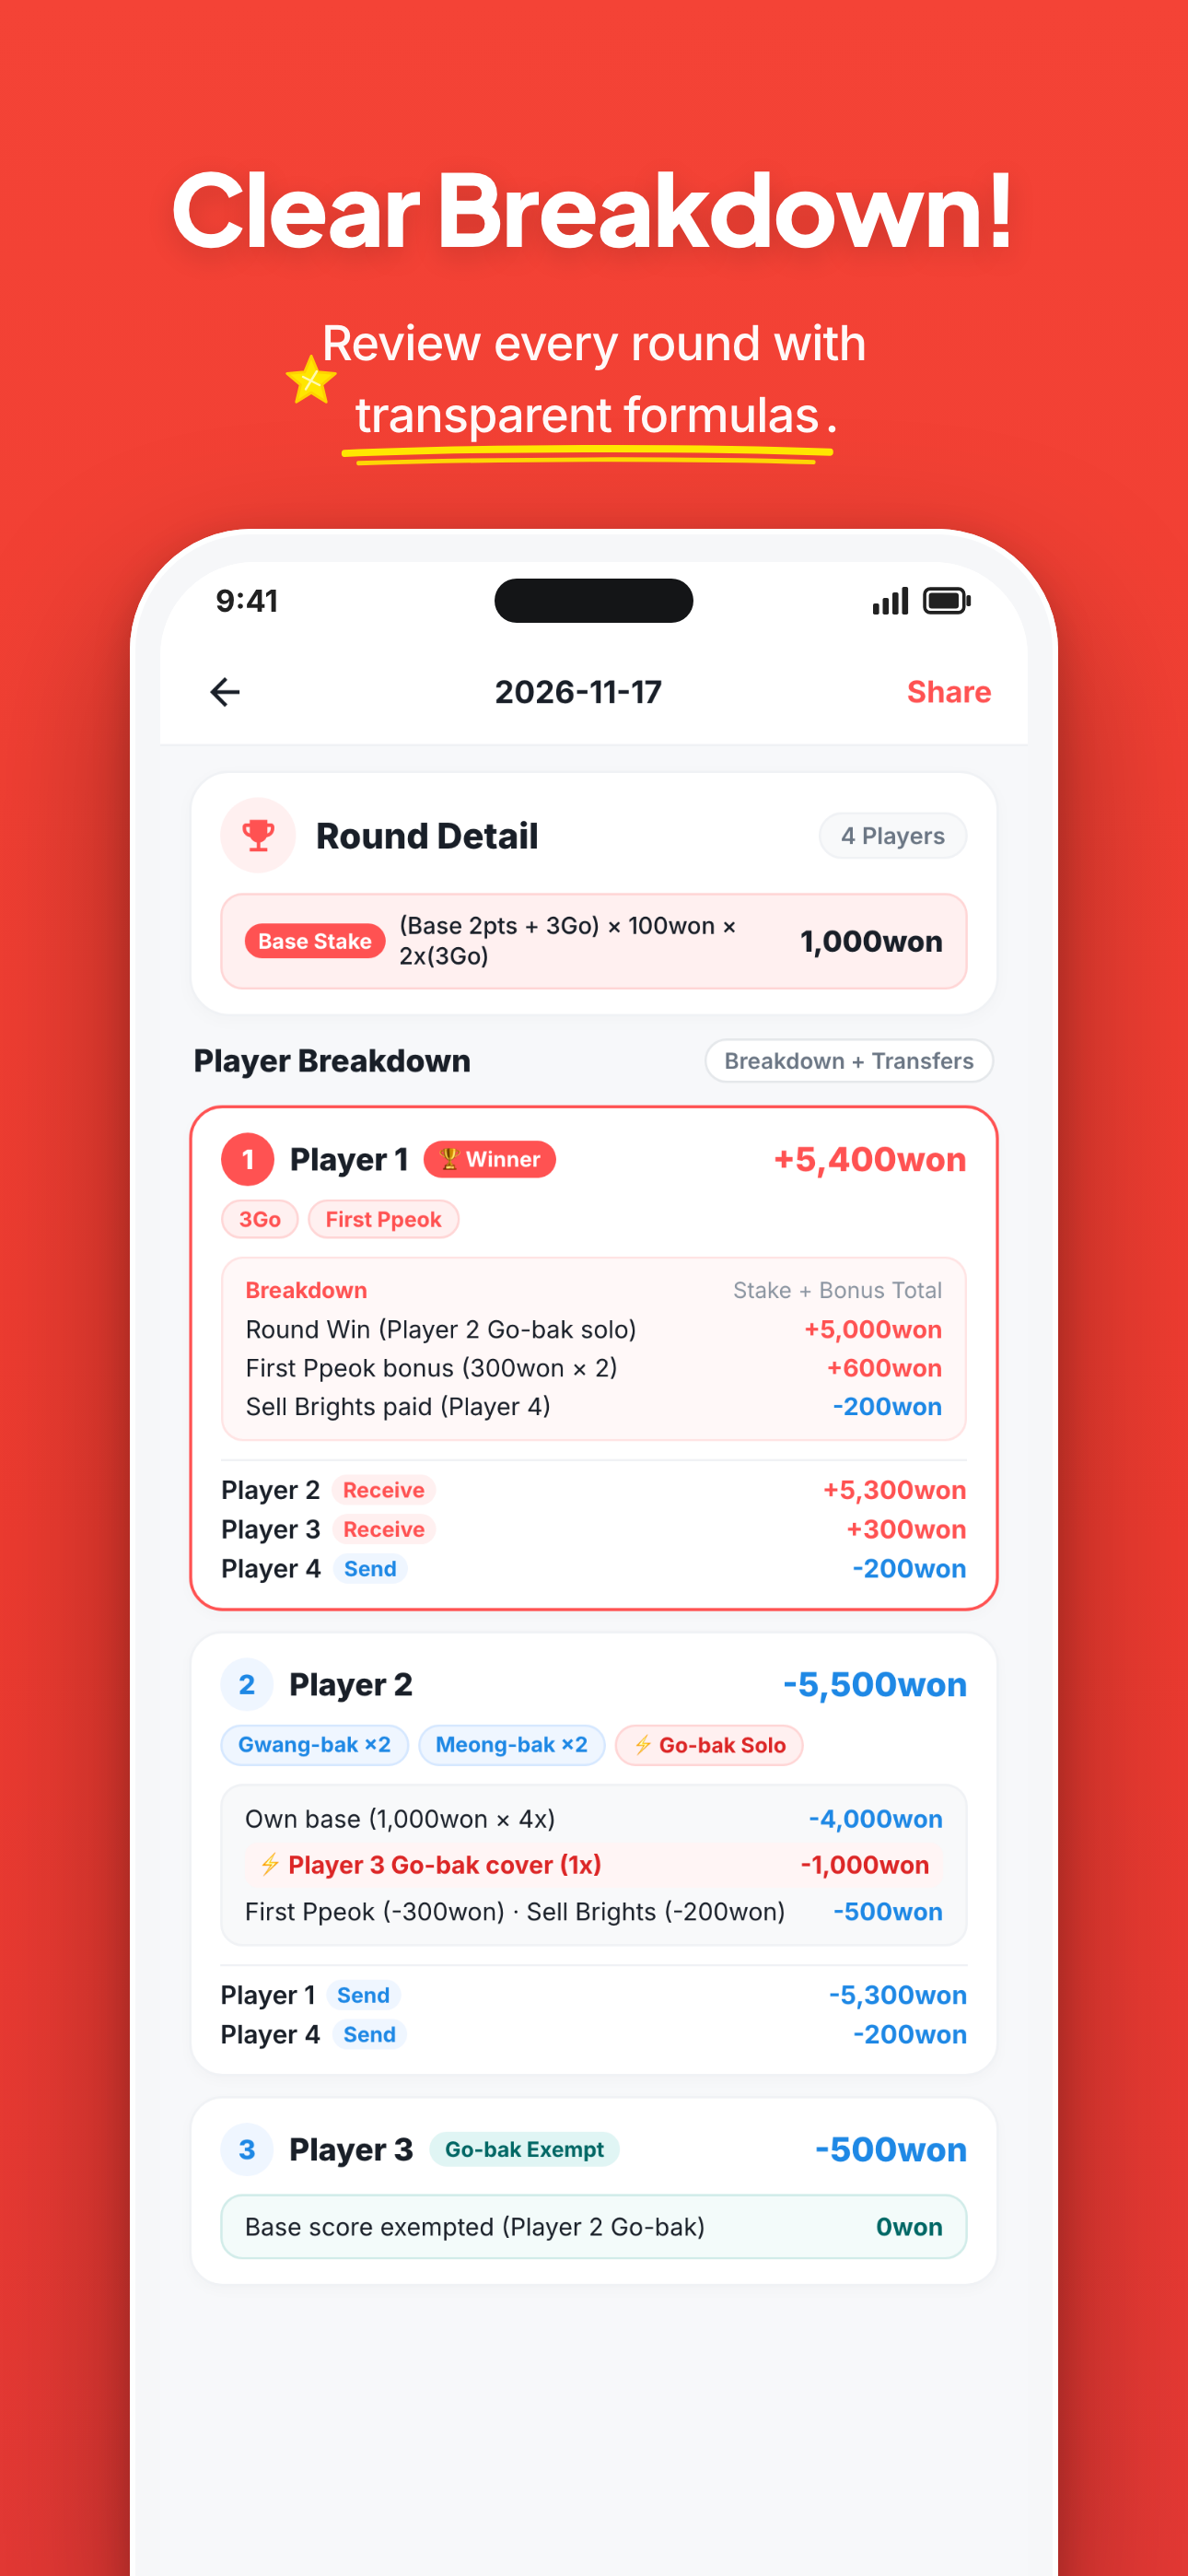 Clear Breakdown!
Review every round with
transparent formulas.
9:41
2026-11-17
Share
Round Detail
4 Players
Base Stake
(Base 2pts + 3Go) × 100won ×
2x(3Go)
1,000won
Player Breakdown
Breakdown + Transfers
1 Player 1 🏆 Winner +5,400won
3Go First Ppeok
Breakdown Stake + Bonus Total
Round Win (Player 2 Go-bak solo) +5,000won
First Ppeok bonus (300won × 2) +600won
Sell Brights paid (Player 4) -200won
Player 2 Receive +5,300won
Player 3 Receive +300won
Player 4 Send -200won
2 Player 2 -5,500won
Gwang-bak ×2 Meong-bak ×2 ⚡ Go-bak Solo
Own base (1,000won × 4x) -4,000won
⚡ Player 3 Go-bak cover (1x) -1,000won
First Ppeok (-300won) · Sell Brights (-200won) -500won
Player 1 Send -5,300won
Player 4 Send -200won
3 Player 3 Go-bak Exempt -500won
Base score exempted (Player 2 Go-bak) 0won